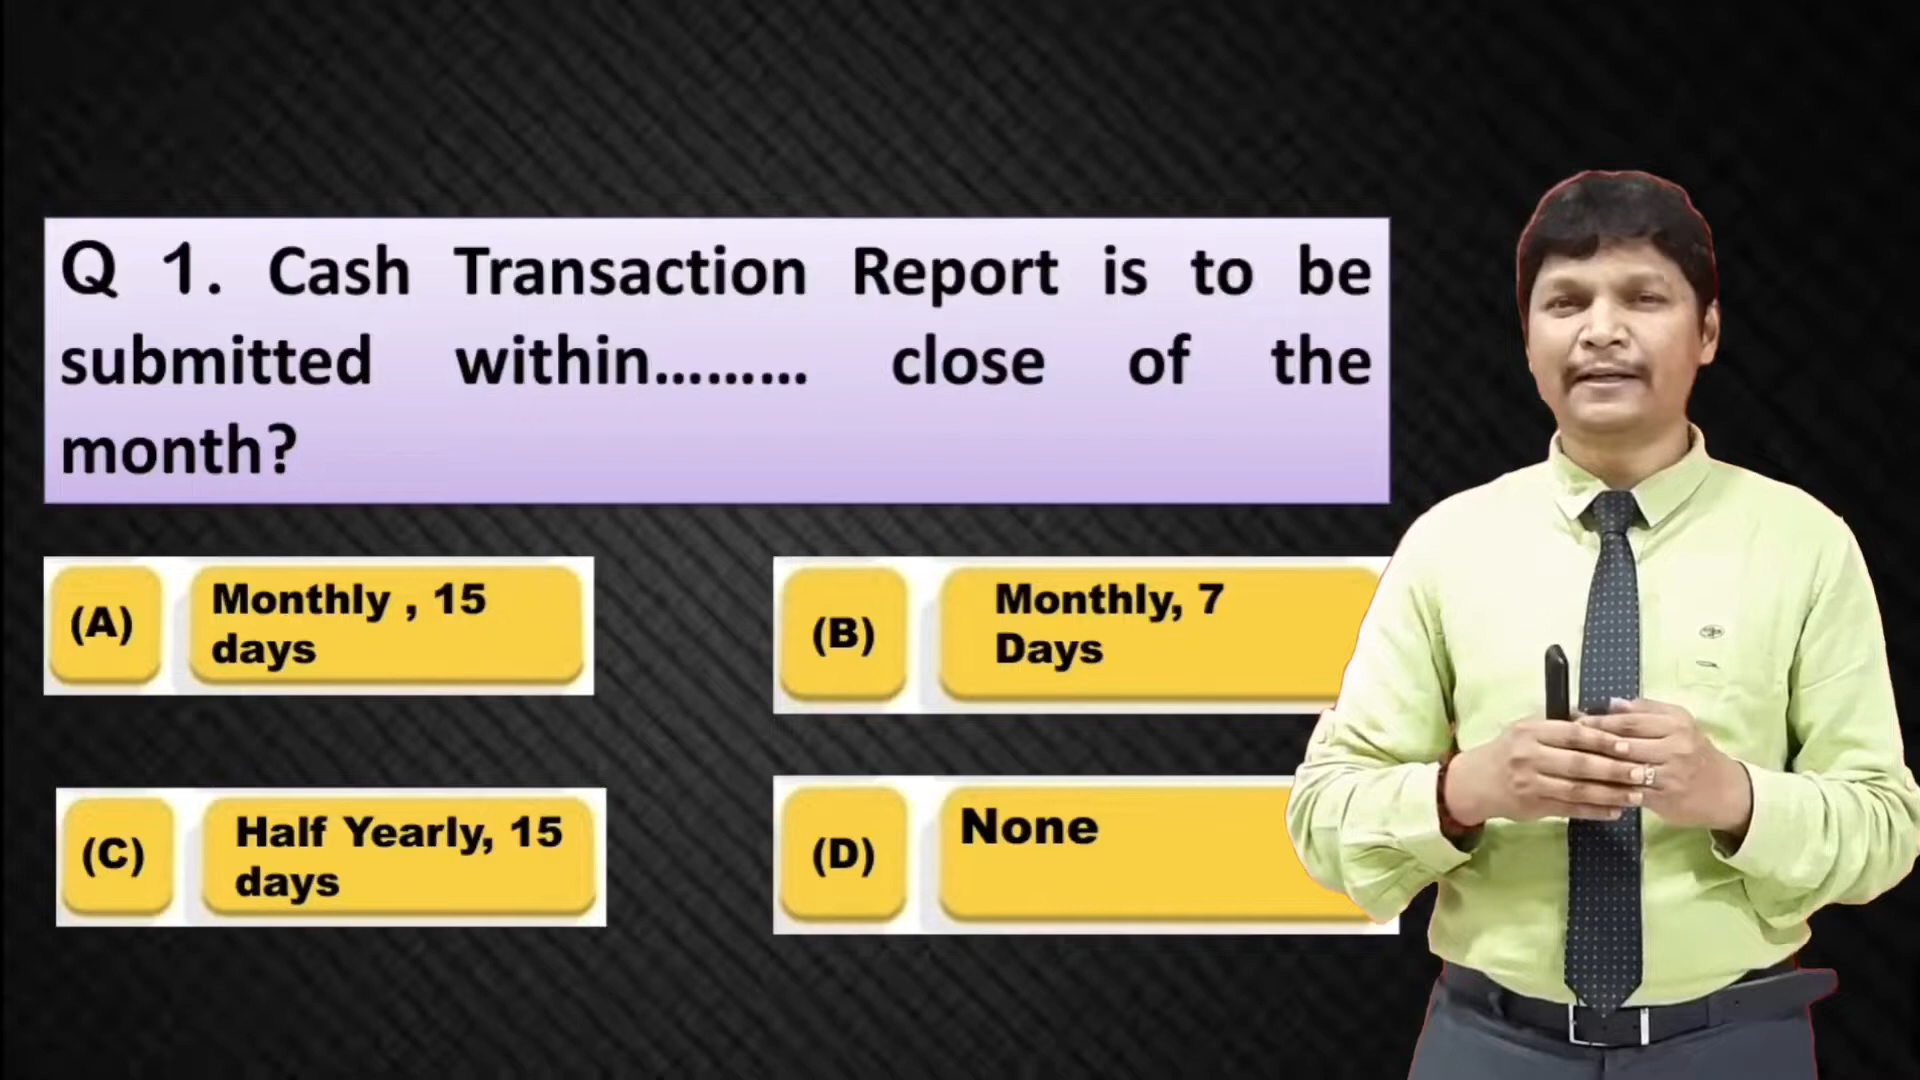 Q 1. Cash Transaction Report is to be
submitted within......... close of the
month?
(A) Monthly , 15
days
(B) Monthly, 7
Days
(C) Half Yearly, 15
days
(D) None